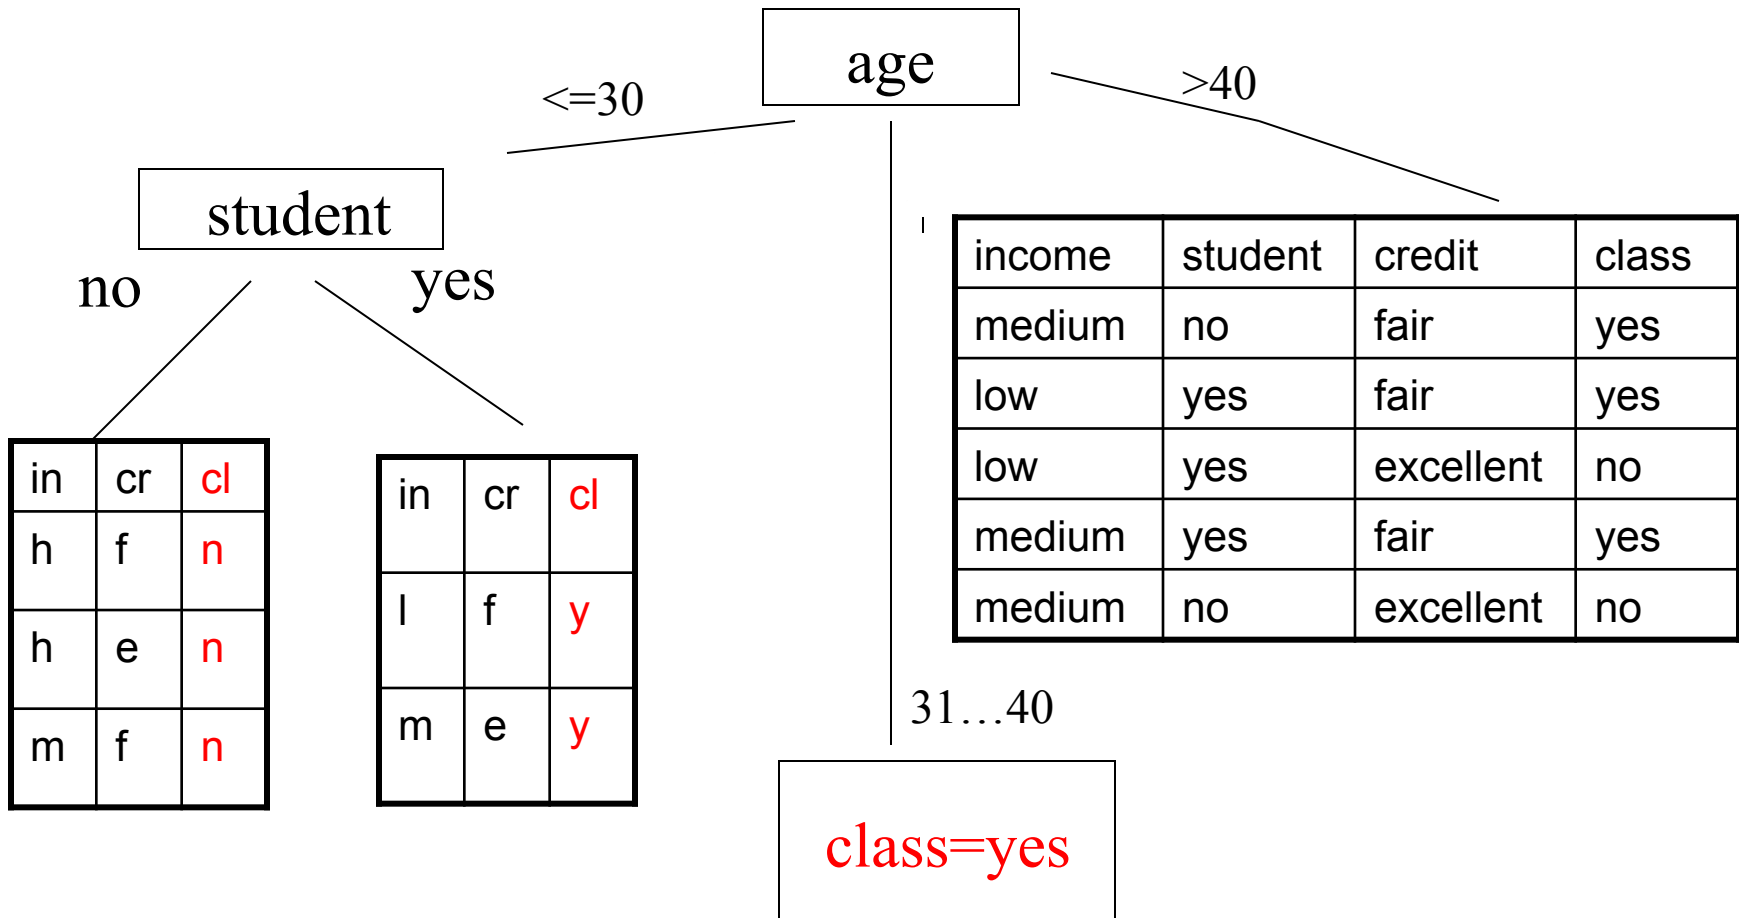 age
<=30
>40
student
no
yes
income student credit class
medium no fair yes
low yes fair yes
low yes excellent no
medium yes fair yes
medium no excellent no
in cr cl
h f n
h e n
m f n
in cr cl
l f y
m e y
31…40
class=yes